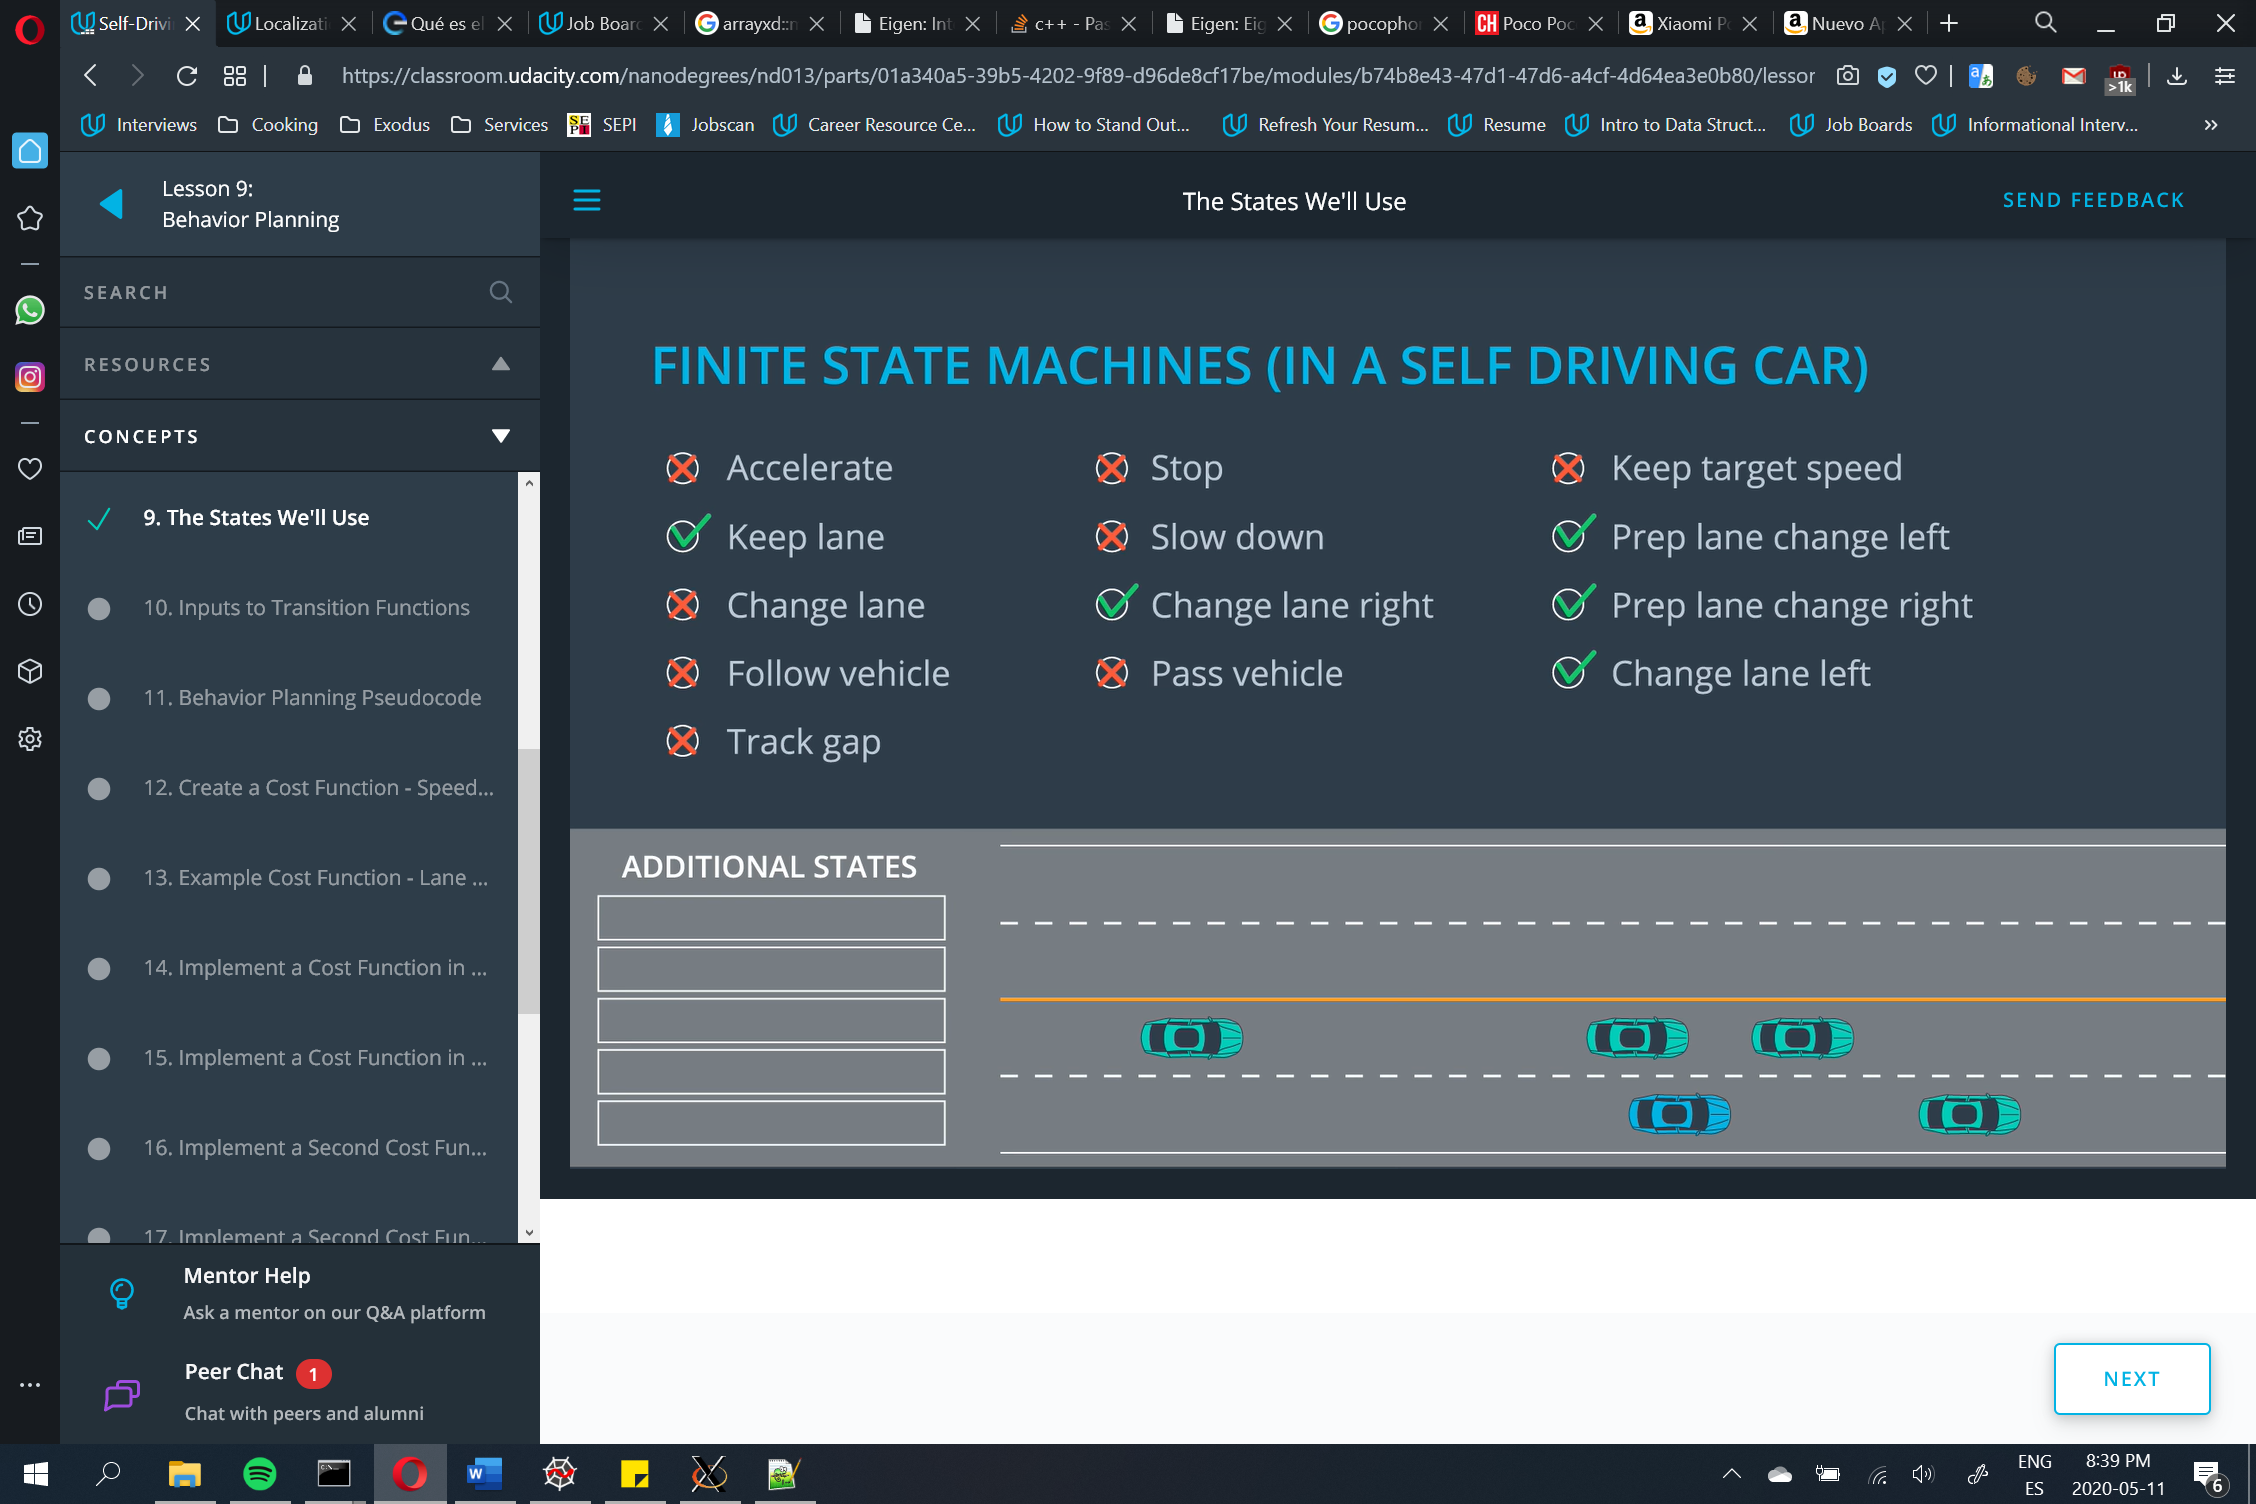 Self-Drivi
Localizati
Qué es el
Job Board
arrayxd::
Eigen: Int
c++ - Pas
Eigen: Eig
pocopho
Poco Poc
Xiaomi P
Nuevo A
https://classroom.udacity.com/nanodegrees/nd013/parts/01a340a5-39b5-4202-9f89-d96de8cf17be/modules/b74b8e43-47d1-47d6-a4cf-4d64ea3e0b80/lessor
>1k
Interviews
Cooking
Exodus
Services
SEPI
Jobscan
Career Resource Ce...
How to Stand Out...
Refresh Your Resum...
Resume
Intro to Data Struct...
Job Boards
Informational Interv...
Lesson 9:
Behavior Planning
The States We'll Use
SEND FEEDBACK
SEARCH
RESOURCES
CONCEPTS
9. The States We'll Use
10. Inputs to Transition Functions
11. Behavior Planning Pseudocode
12. Create a Cost Function - Speed...
13. Example Cost Function - Lane ...
14. Implement a Cost Function in ...
15. Implement a Cost Function in ...
16. Implement a Second Cost Fun...
17. Implement a Second Cost Fun...
Mentor Help
Ask a mentor on our Q&A platform
Peer Chat 1
Chat with peers and alumni
FINITE STATE MACHINES (IN A SELF DRIVING CAR)
Accelerate
Keep lane
Change lane
Follow vehicle
Track gap
Stop
Slow down
Change lane right
Pass vehicle
Keep target speed
Prep lane change left
Prep lane change right
Change lane left
ADDITIONAL STATES
NEXT
ENG
ES
8:39 PM
2020-05-11
6